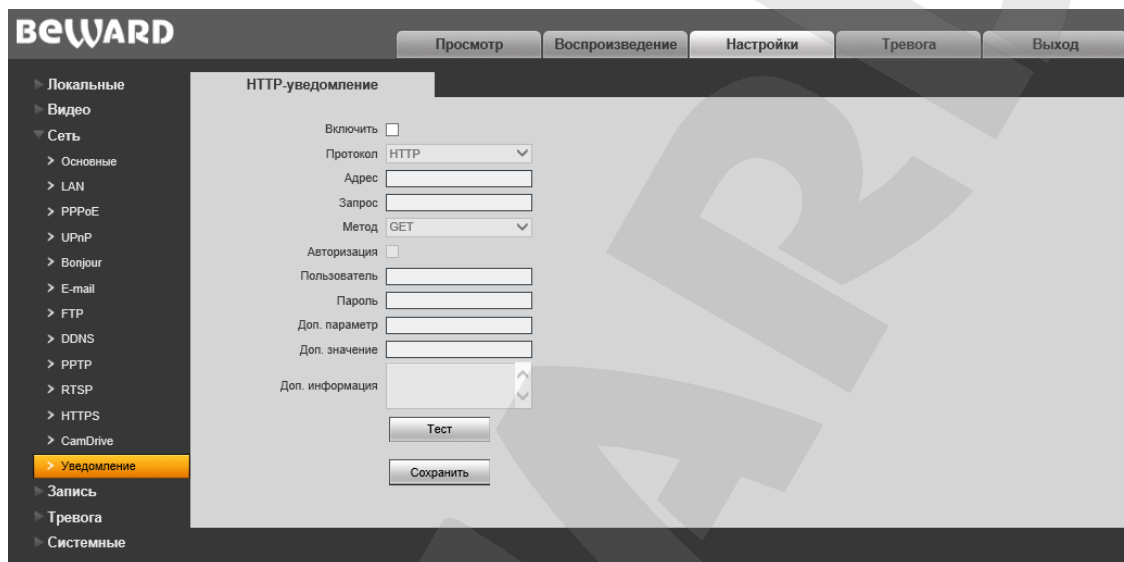 BEWARD
Просмотр Воспроизведение Настройки Тревога Выход
HTTP-уведомление
Локальные
Видео
Сеть
Основные
LAN
PPPoE
UPnP
Bonjour
E-mail
FTP
DDNS
PPTP
RTSP
HTTPS
CamDrive
Уведомление
Запись
Тревога
Системные
Включить
Протокол HTTP
Адрес
Запрос
Метод GET
Авторизация
Пользователь
Пароль
Доп. параметр
Доп. значение
Доп. информация
Тест
Сохранить